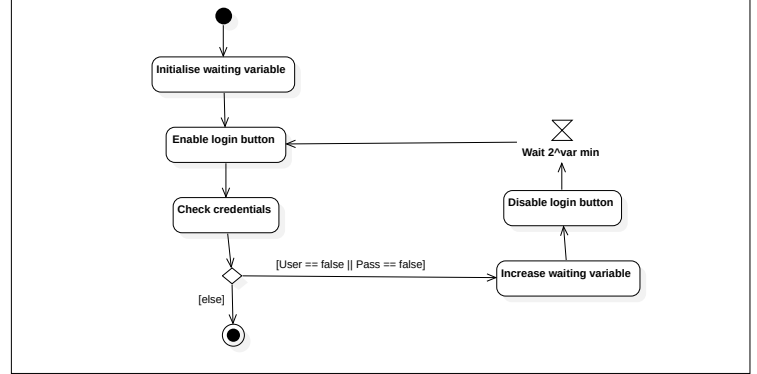 Initialise waiting variable
Enable login button
Wait 2^var min
Check credentials
Disable login button
[User == false || Pass == false]
Increase waiting variable
[else]